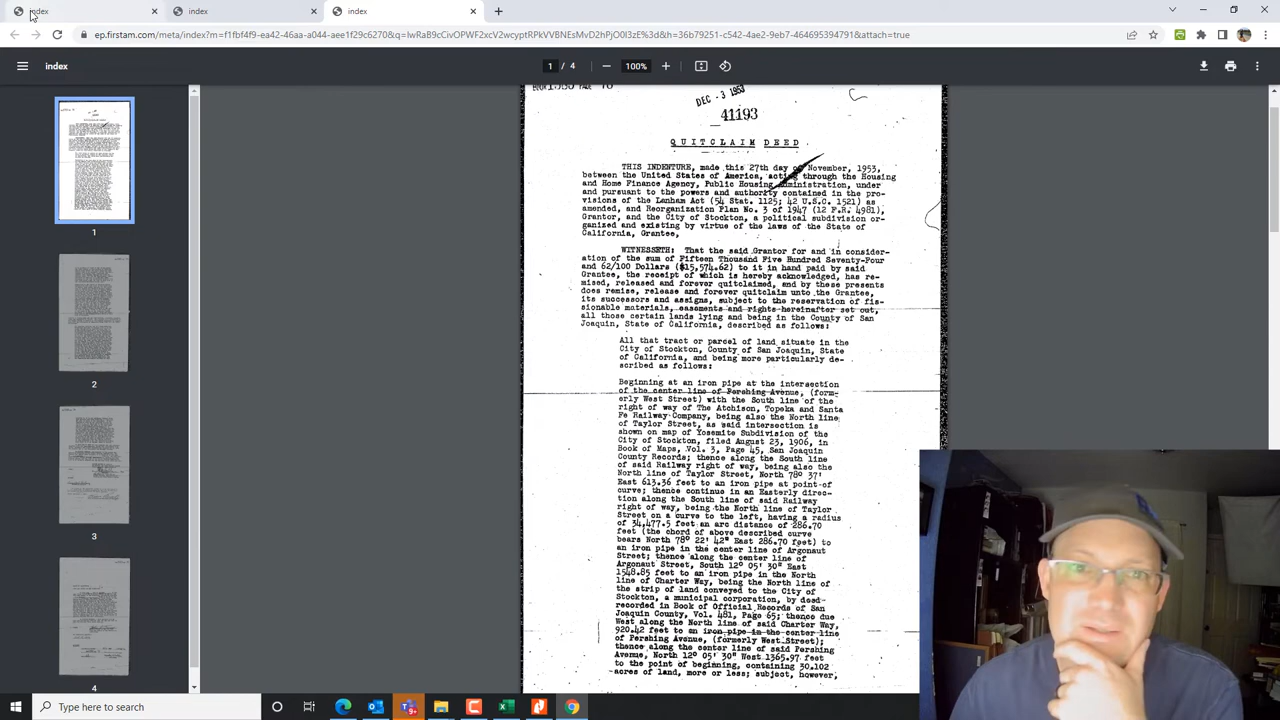 index
index
index
ep.firstam.com/meta/index?m=f1fbf4f9-ea42-46aa-a044-aee1f29c6270&q=lwRaB9cCivOPWF2xcV2wcyptRPkVVBNEsMvD2hPjO0l3zE%3d&h=36b79251-c542-4ae2-9eb7-464695394791&attach=true
index
1 / 4
100%
DEC - 3 1953
41193
QUITCLAIM DEED
THIS INDENTURE, made this 27th day of November, 1953,
between the United States of America, acting through the Housing
and Home Finance Agency, Public Housing Administration, under
and pursuant to the powers and authority contained in the pro-
visions of the Lanham Act (54 Stat. 1125; 42 U.S.C. 1521) as
amended, and Reorganization Plan No. 3 of 1947 (12 F.R. 4981),
Grantor, and the City of Stockton, a political subdivision or-
ganized and existing by virtue of the laws of the State of
California, Grantee,
WITNESSETH: That the said Grantor for and in consider-
ation of the sum of Fifteen Thousand Five Hundred Seventy-Four
and 62/100 Dollars ($15,574.62) to it in hand paid by said
Grantee, the receipt of which is hereby acknowledged, has re-
mised, released and forever quitclaimed, and by these presents
does remise, release and forever quitclaim unto the Grantee,
its successors and assigns, subject to the reservation of fis-
sionable materials, easements and rights hereinafter set out,
all those certain lands lying and being in the County of San
Joaquin, State of California, described as follows:
All that tract or parcel of land situate in the
City of Stockton, County of San Joaquin, State
of California, and being more particularly de-
scribed as follows:
Beginning at an iron pipe at the intersection
of the center line of Pershing Avenue, (form-
erly West Street) with the South line of the
right of way of The Atchison, Topeka and Santa
Fe Railway Company, being also the North line
of Taylor Street, as said intersection is
shown on map of Yosemite Subdivision of the
City of Stockton, filed August 23, 1906, in
Book of Maps, Vol. 3, Page 45, San Joaquin
County Records; thence along the South line
of said Railway right of way, being also the
North line of Taylor Street, North 78° 37'
East 613.36 feet to an iron pipe at point of
curve; thence continue in an Easterly direc-
tion along the South line of said Railway
right of way, being the North line of Taylor
Street on a curve to the left, having a radius
of 34,477.5 feet an arc distance of 286.70
feet (the chord of above described curve
bears North 78° 22' 42" East 286.70 feet) to
an iron pipe in the center line of Argonaut
Street; thence along the center line of
Argonaut Street, South 12° 05' 30" East
1548.85 feet to an iron pipe in the North
line of Charter Way, being the North line of
the strip of land conveyed to the City of
Stockton, a municipal corporation, by deed
recorded in Book of Official Records of San
Joaquin County, Vol. 481, Page 65; thence due
West along the North line of said Charter Way,
920.42 feet to an iron pipe in the center line
of Pershing Avenue, (formerly West Street);
thence along the center line of said Pershing
Avenue, North 12° 05' 30" West 1365.97 feet
to the point of beginning, containing 30.102
acres of land, more or less; subject, however,
1
2
3
4
Type here to search